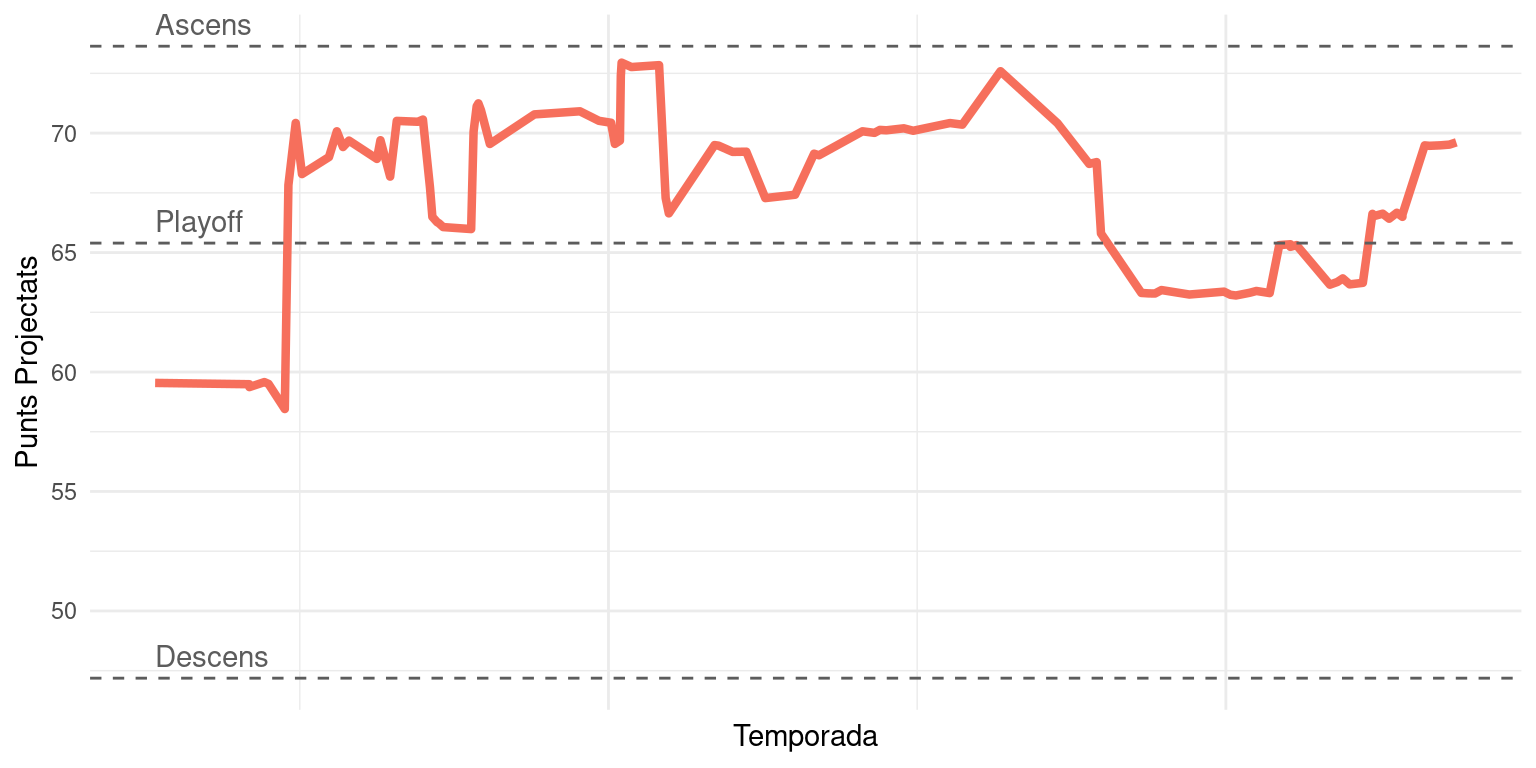 Ascens
70
Playoff
65
Punts Projectats
60
55
50
Descens
Temporada